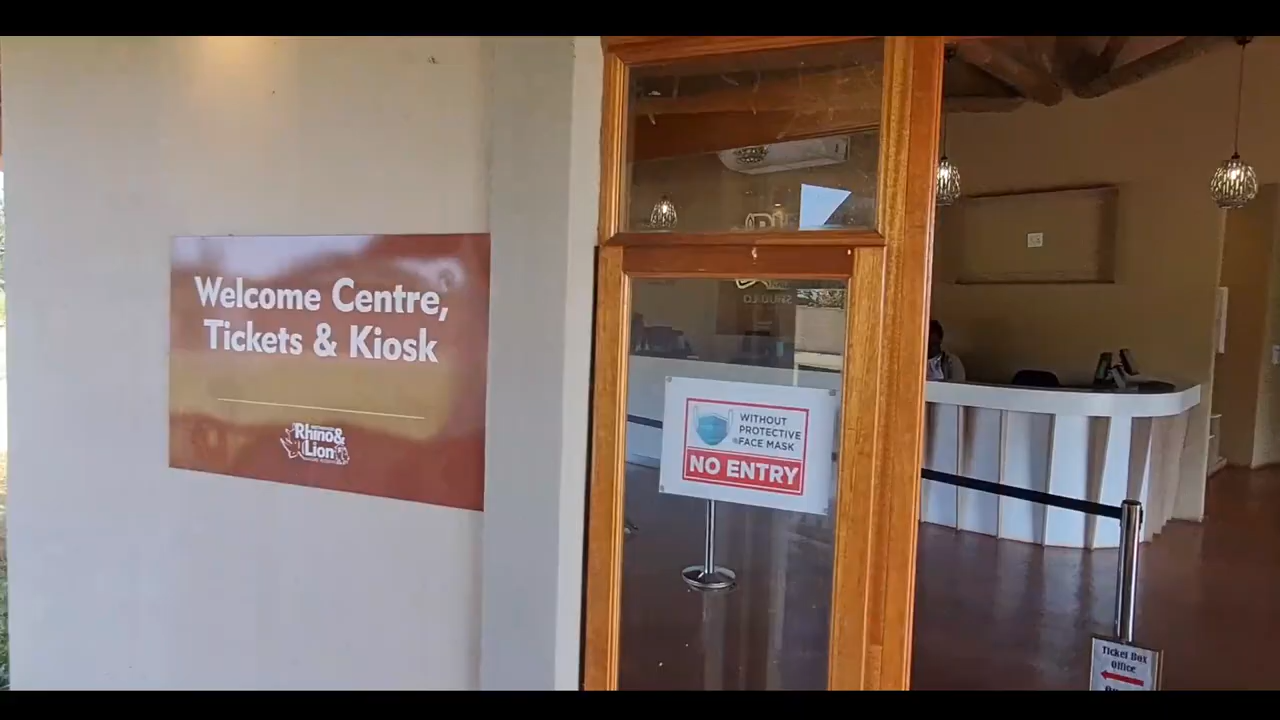 Welcome Centre,
Tickets & Kiosk
Rhino&
Lion
WITHOUT
PROTECTIVE
FACE MASK
NO ENTRY
Ticket Box
Office